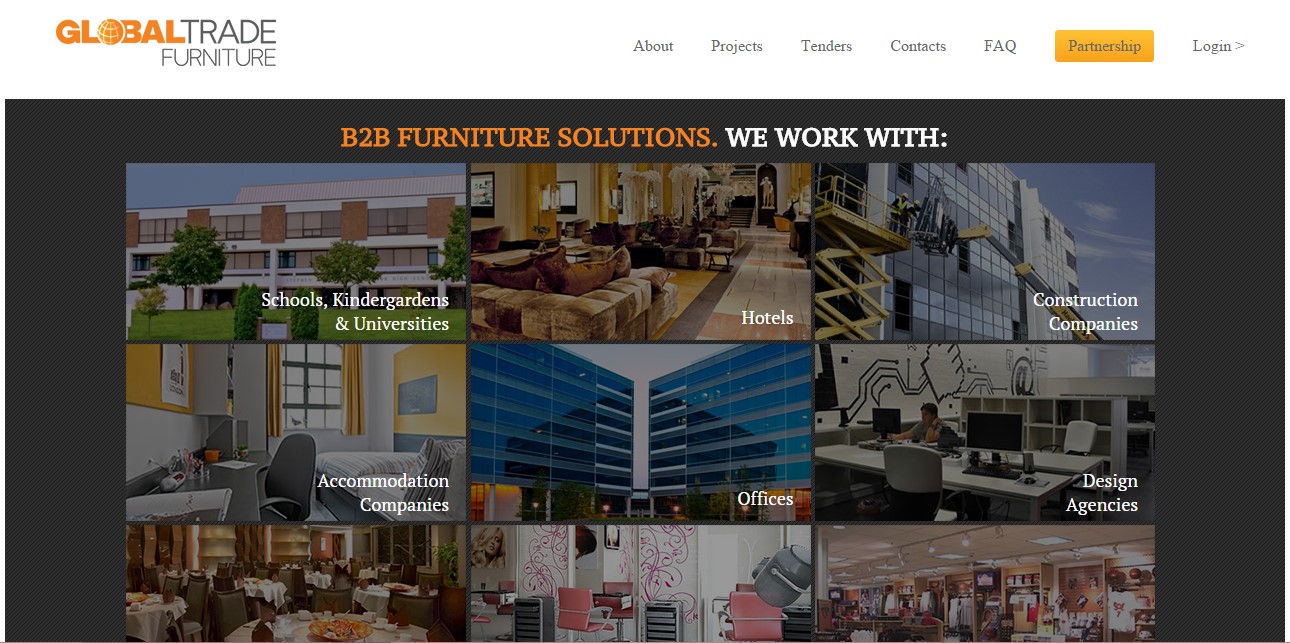 GLOBALTRADE
FURNITURE
About Projects Tenders Contacts FAQ Partnership Login >
B2B FURNITURE SOLUTIONS. WE WORK WITH:
Schools, Kindergardens
& Universities
Hotels
Construction
Companies
Accommodation
Companies
Offices
Design
Agencies